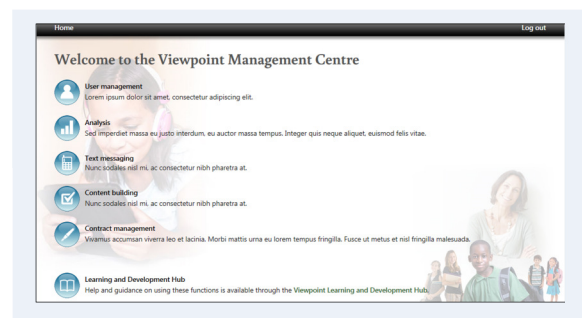 Home Log out
Welcome to the Viewpoint Management Centre
User management
Lorem ipsum dolor sit amet, consectetur adipiscing elit.
Analysis
Sed imperdiet massa eu justo interdum, eu auctor massa tempus. Integer quis neque aliquet, euismod felis vitae.
Text messaging
Nunc sodales nisl mi, ac consectetur nibh pharetra at.
Content building
Nunc sodales nisl mi, ac consectetur nibh pharetra at.
Contract management
Vivamus accumsan viverra leo et lacinia. Morbi mattis urna eu lorem tempus fringilla. Fusce ut metus et nisl fringilla malesuada.
Learning and Development Hub
Help and guidance on using these functions is available through the Viewpoint Learning and Development Hub.